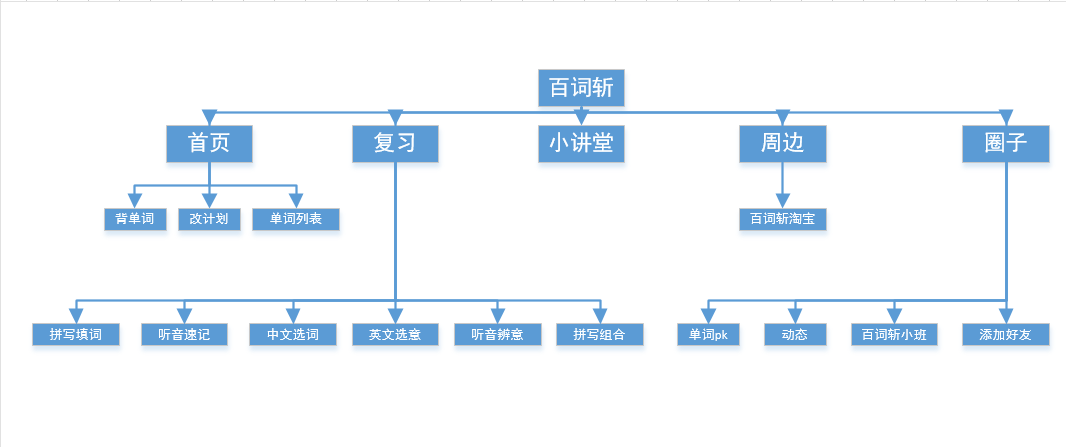 百词斩
首页
复习
小讲堂
周边
圈子
背单词
改计划
单词列表
百词斩淘宝
拼写填词
听音速记
中文选词
英文选意
听音辨意
拼写组合
单词pk
动态
百词斩小班
添加好友